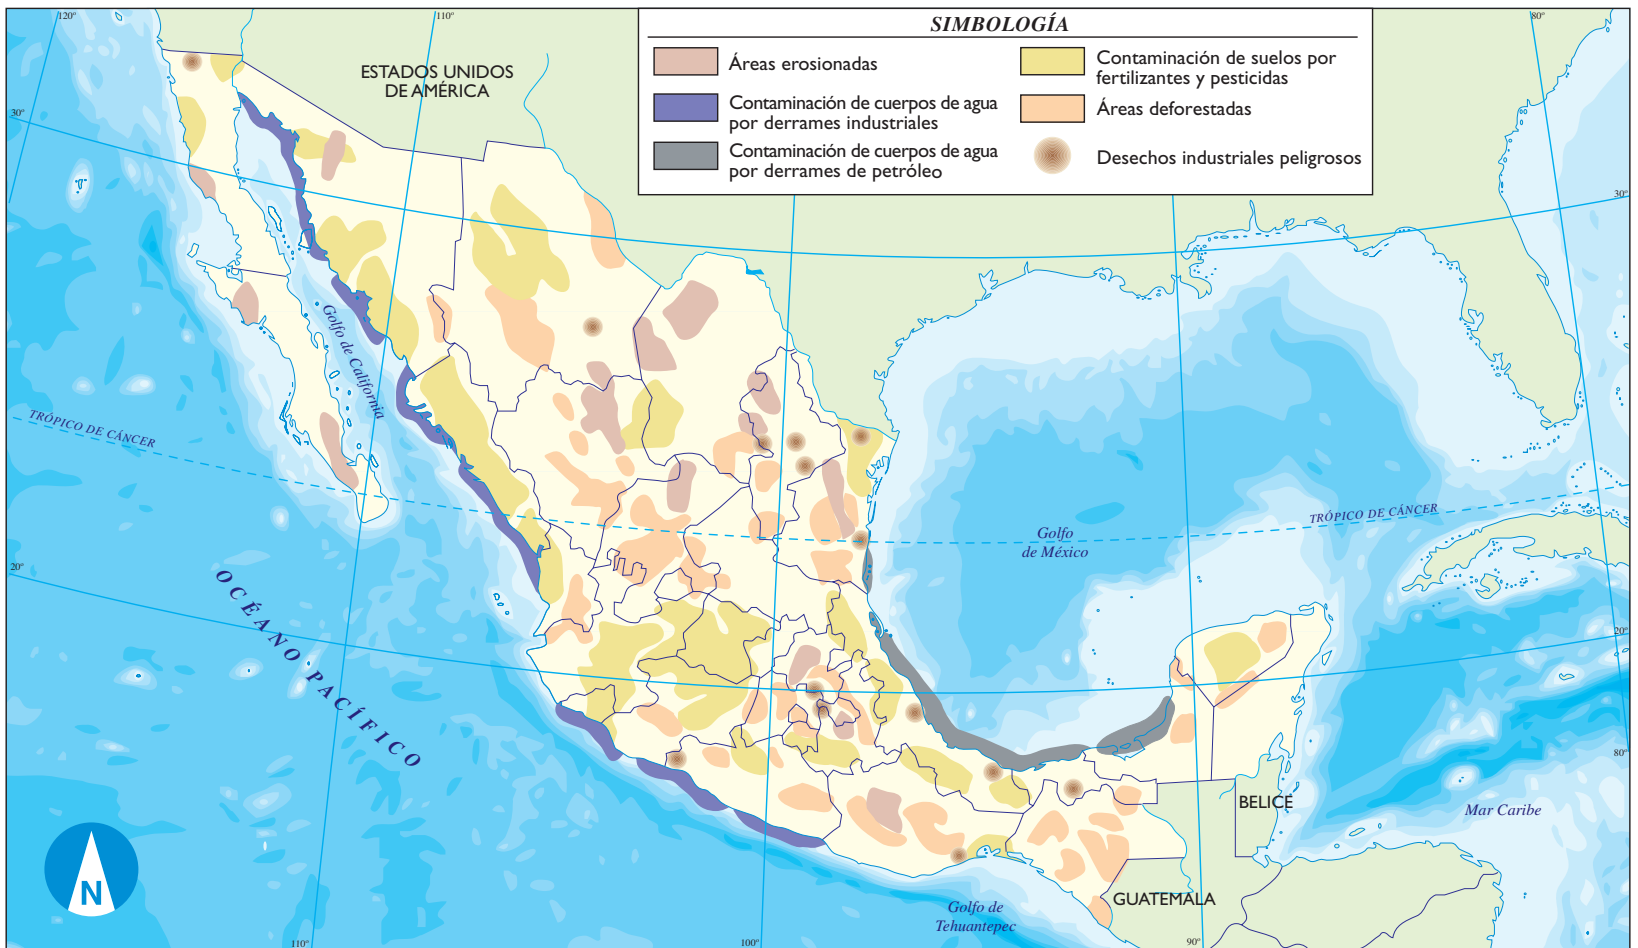 120°
110°
80°
SIMBOLOGÍA
Áreas erosionadas
Contaminación de cuerpos de agua
por derrames industriales
Contaminación de cuerpos de agua
por derrames de petróleo
Contaminación de suelos por
fertilizantes y pesticidas
Áreas deforestadas
Desechos industriales peligrosos
ESTADOS UNIDOS
DE AMÉRICA
30°
30°
Golfo de California
TRÓPICO DE CÁNCER
TRÓPICO DE CÁNCER
Golfo
de México
20°
20°
OCÉANO PACÍFICO
80°
BELICE
Mar Caribe
GUATEMALA
Golfo de
Tehuantepec
N
110°
100°
90°